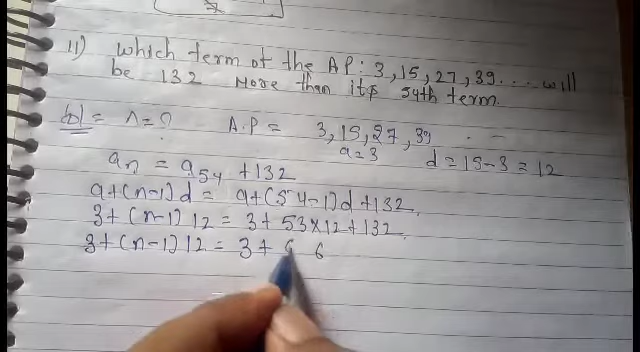 11) which term of the AP: 3,15,27,39... will
be 132 more than its 54th term.
n=? A.P = 3,15,27,39 ...
a=3 d=15-3=12
an = a54 +132
a+(n-1)d = a+(54-1)d+132.
3+(n-1)12 = 3+53×12+132.
3+(n-1)12 = 3+6 6